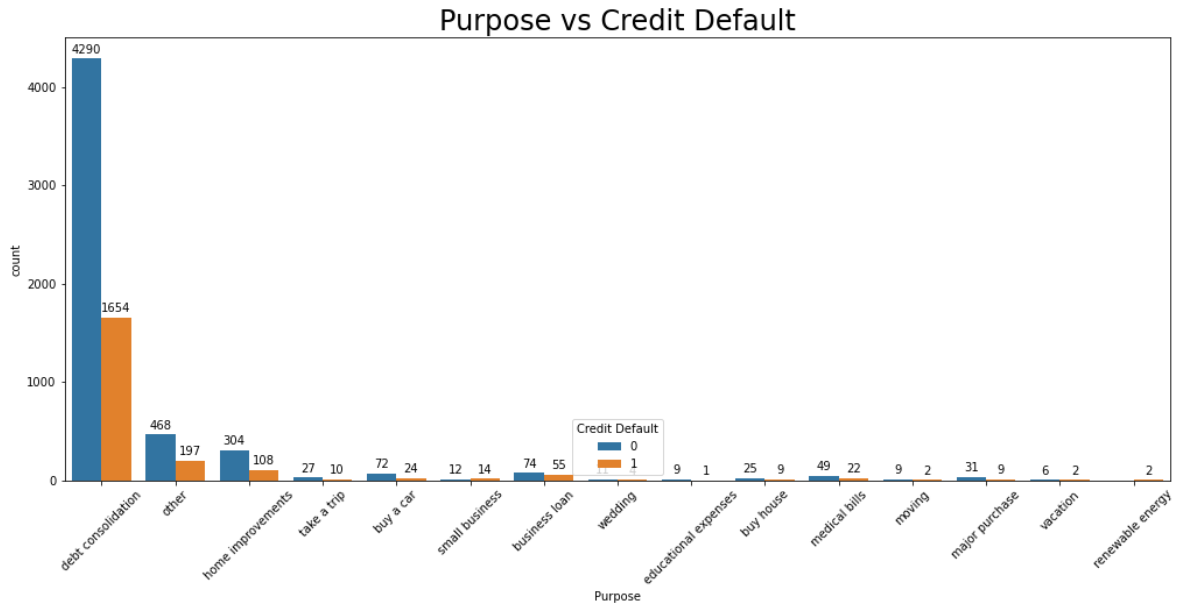 Purpose vs Credit Default
count
4000
3000
2000
1000
0
4290
1654
468
197
304
108
27
10
72
24
12
14
74
55
11
4
9
1
25
9
49
22
9
2
31
9
6
2
2
Credit Default
0
1
debt consolidation
other
home improvements
take a trip
buy a car
small business
business loan
wedding
educational expenses
buy house
medical bills
moving
major purchase
vacation
renewable energy
Purpose